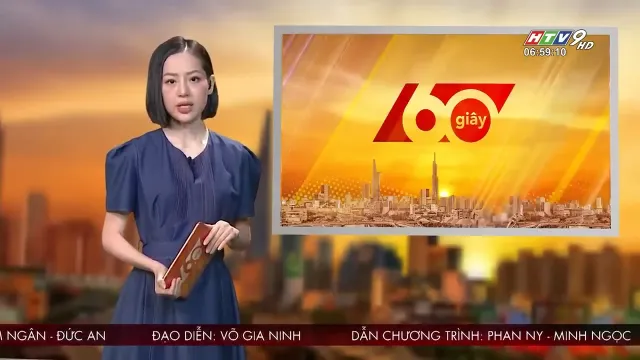 HTV9 HD
06:59:10
60 giây
NGÂN - ĐỨC AN ĐẠO DIỄN: VÕ GIA NINH DẪN CHƯƠNG TRÌNH: PHAN NY - MINH NGỌC